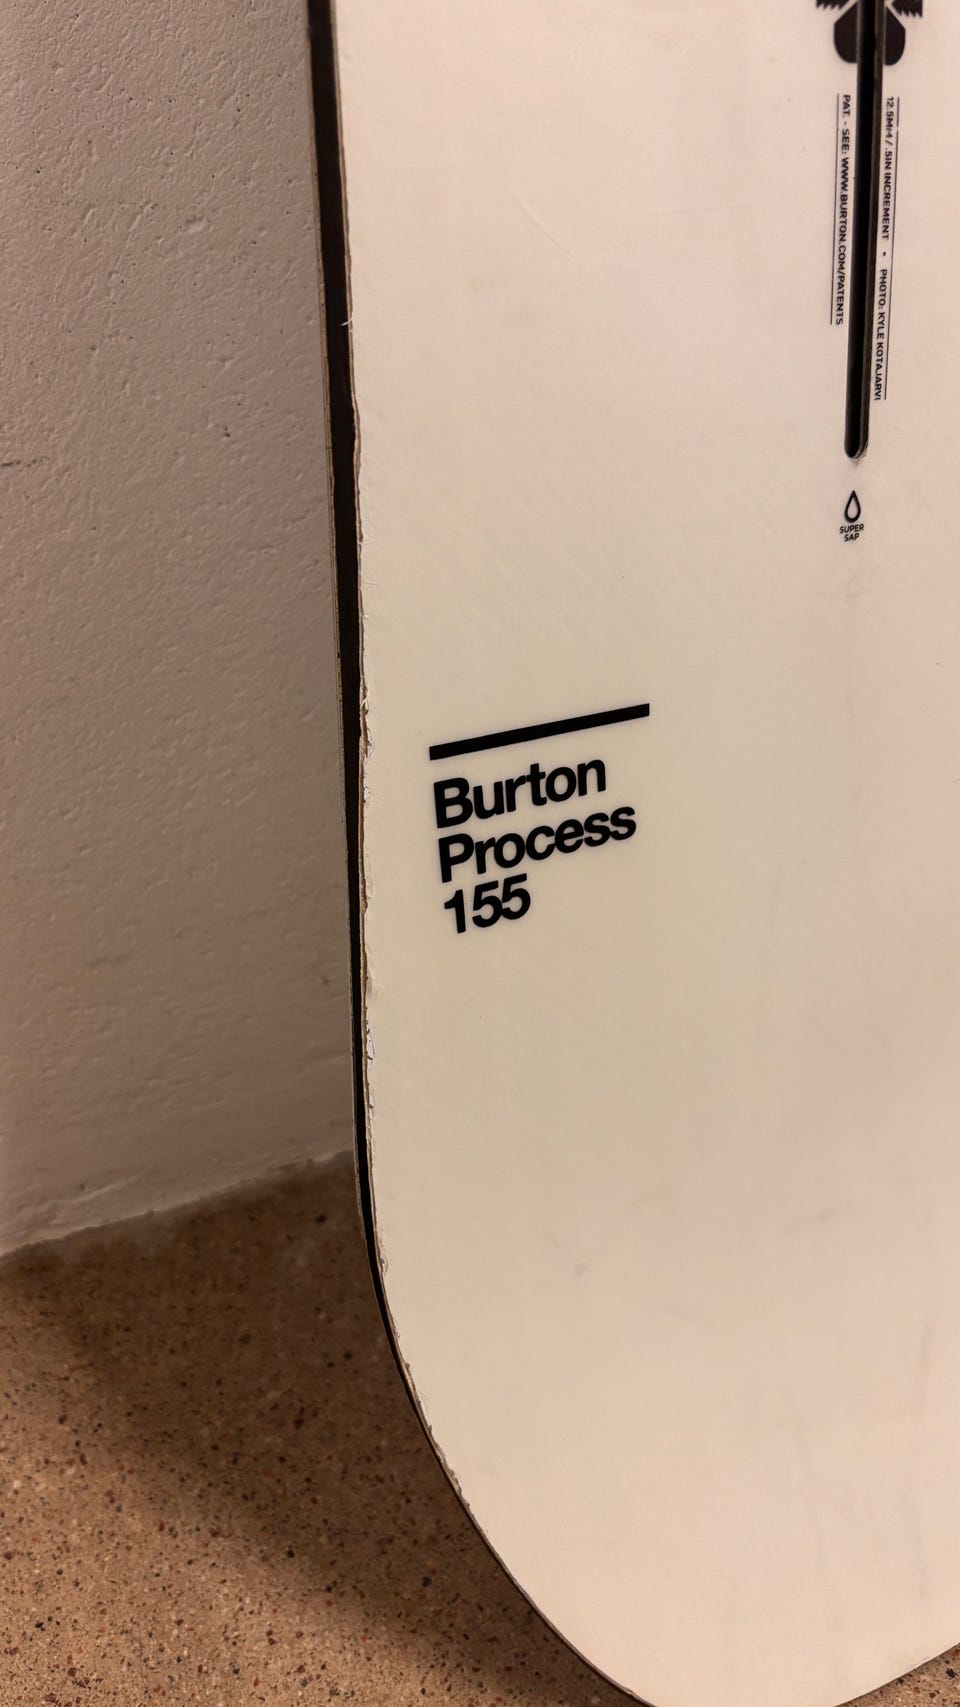 12.5MM / .5IN INCREMENT • PHOTO: KYLE KOTAJARVI
PAT. - SEE: WWW.BURTON.COM/PATENTS
SUPER
SAP
Burton
Process
155